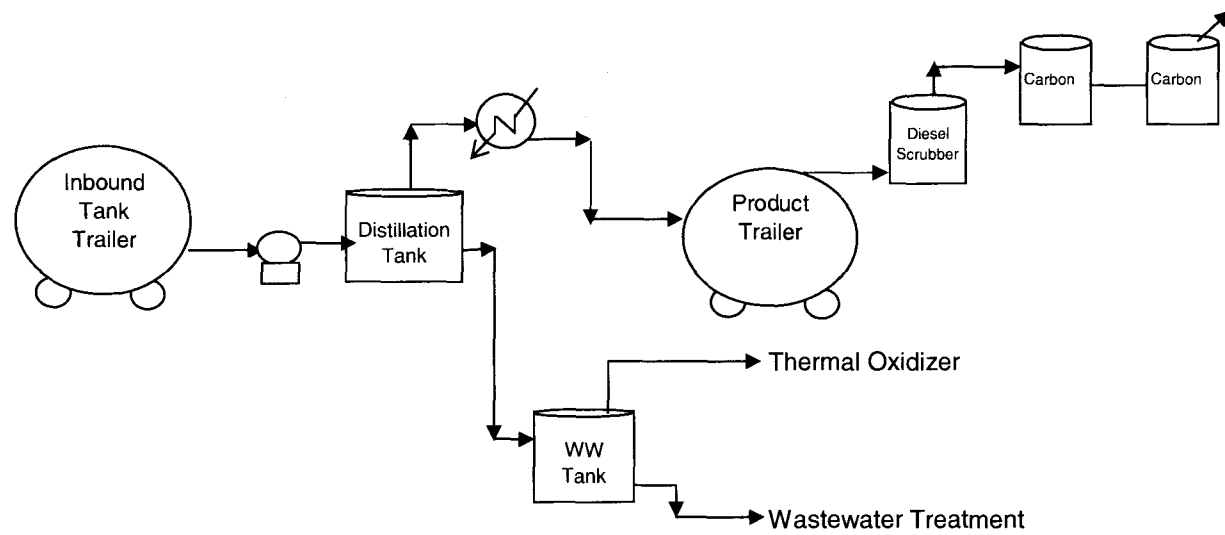 Inbound
Tank
Trailer
Distillation
Tank
Product
Trailer
Diesel
Scrubber
Carbon
Carbon
Thermal Oxidizer
WW
Tank
Wastewater Treatment